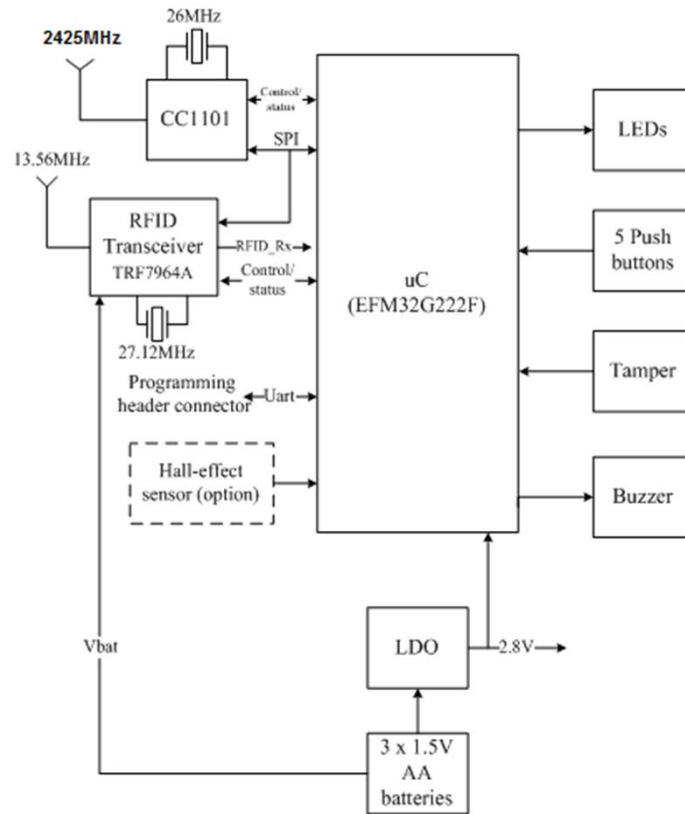 26MHz
2425MHz
CC1101
Control/
status
SPI
13.56MHz
RFID
Transceiver
TRF7964A
RFID_Rx
Control/
status
27.12MHz
Programming
header connector
Uart
Hall-effect
sensor (option)
uC
(EFM32G222F)
LEDs
5 Push
buttons
Tamper
Buzzer
Vbat
LDO
2.8V
3 x 1.5V
AA
batteries